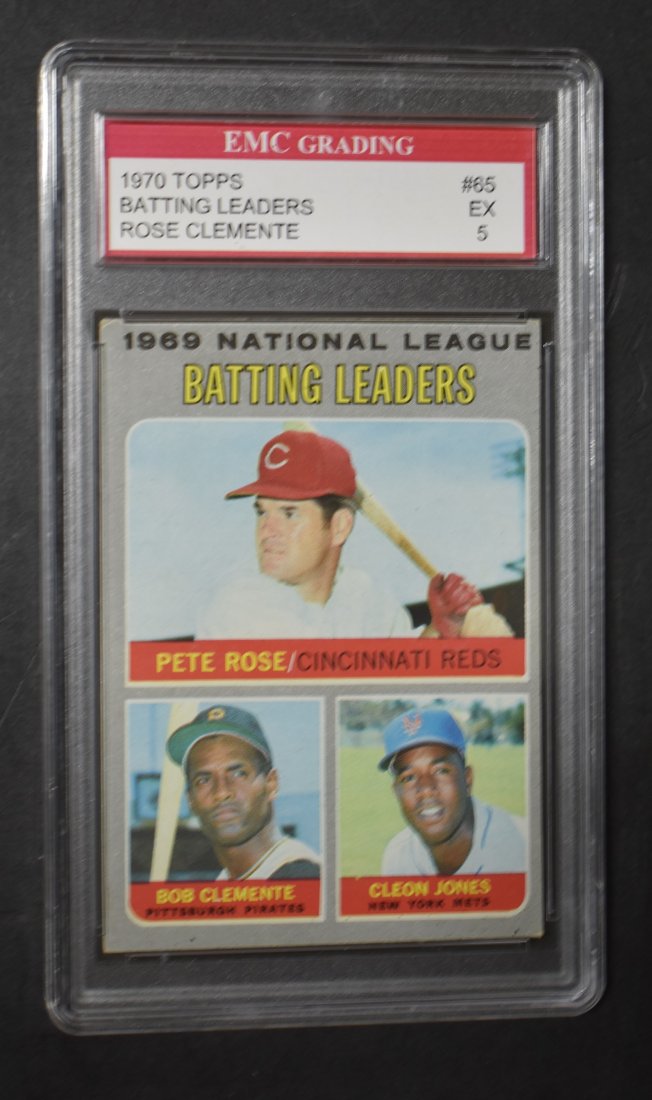 EMC GRADING
1970 TOPPS #65
BATTING LEADERS EX
ROSE CLEMENTE 5
1969 NATIONAL LEAGUE
BATTING LEADERS
C
PETE ROSE/CINCINNATI REDS
P
NY
BOB CLEMENTE CLEON JONES
PITTSBURGH PIRATES NEW YORK METS